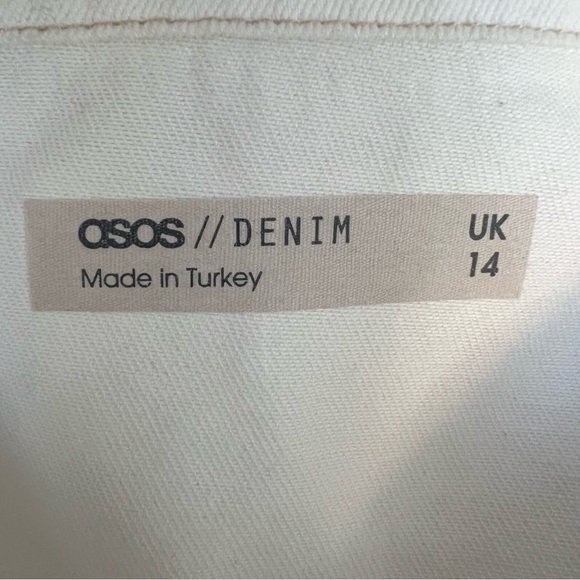 asos // DENIM UK
Made in Turkey 14